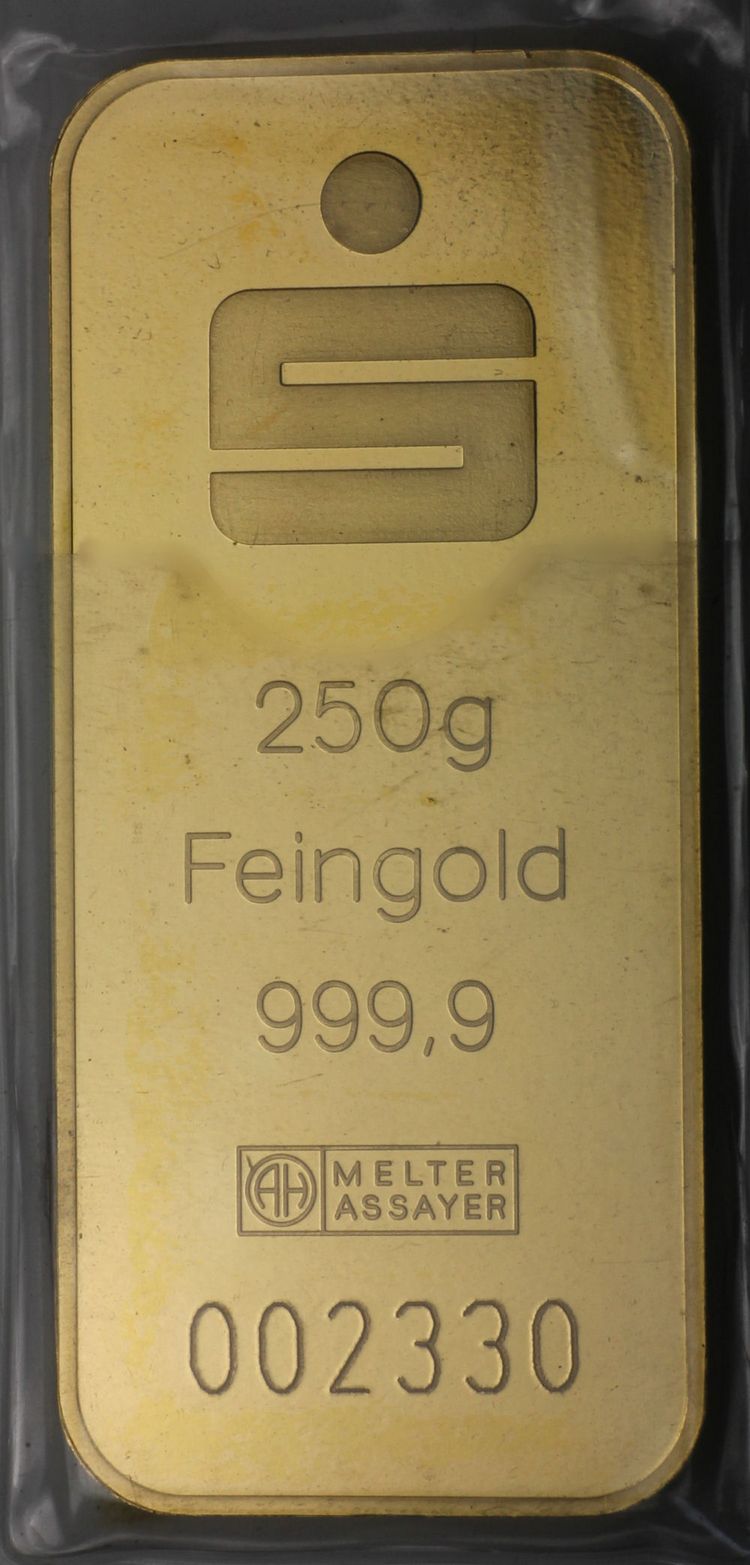 250g
Feingold
999,9
AH MELTER
ASSAYER
002330